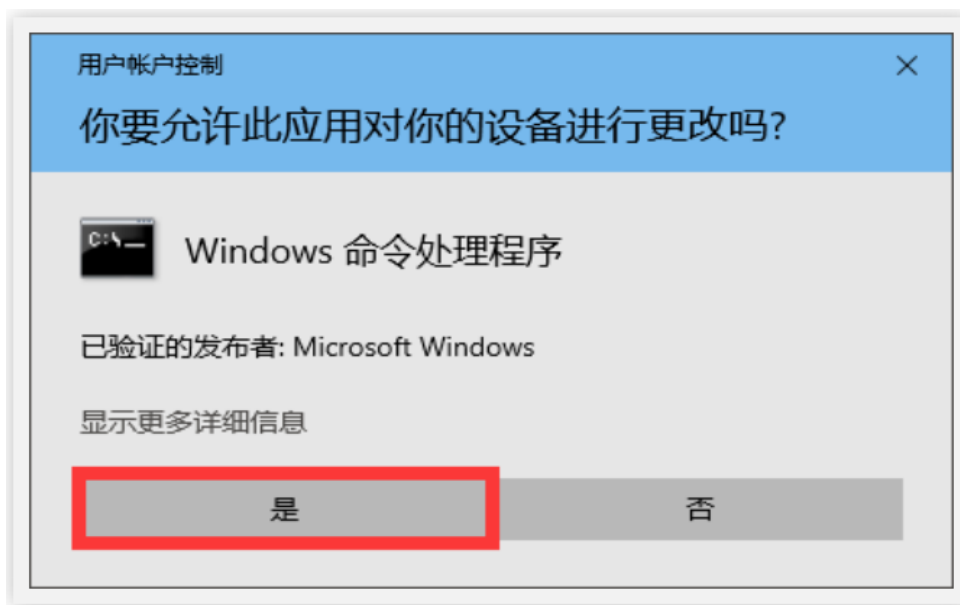 用户帐户控制
你要允许此应用对你的设备进行更改吗?
C:\_
Windows 命令处理程序
已验证的发布者: Microsoft Windows
显示更多详细信息
是
否